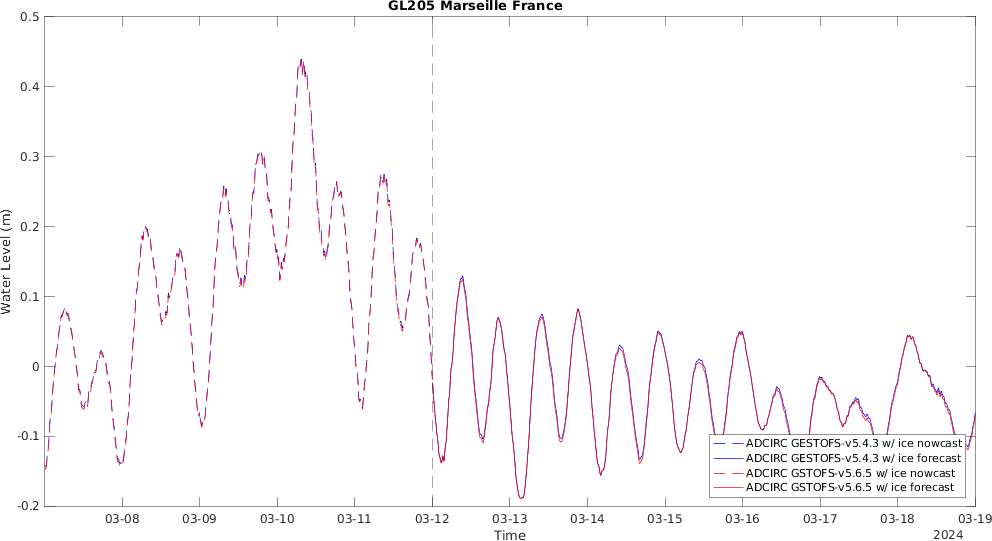 GL205 Marseille France
0.5
0.4
0.3
0.2
0.1
0
-0.1
-0.2
Water Level (m)
ADCIRC GESTOFS-v5.4.3 w/ ice nowcast
ADCIRC GESTOFS-v5.4.3 w/ ice forecast
ADCIRC GSTOFS-v5.6.5 w/ ice nowcast
ADCIRC GSTOFS-v5.6.5 w/ ice forecast
03-08 03-09 03-10 03-11 03-12 03-13 03-14 03-15 03-16 03-17 03-18 03-19
Time
2024